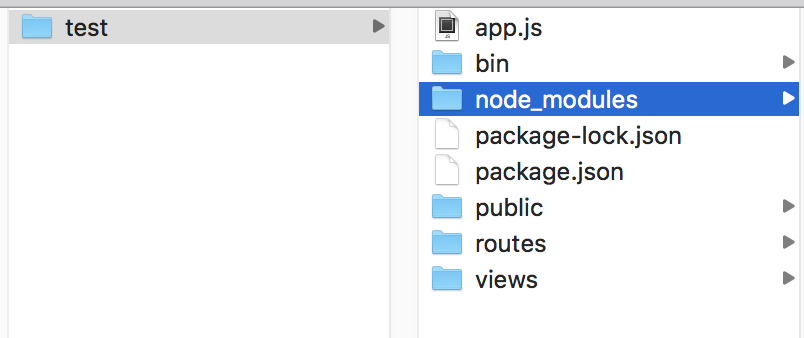 test
app.js
bin
node_modules
package-lock.json
package.json
public
routes
views